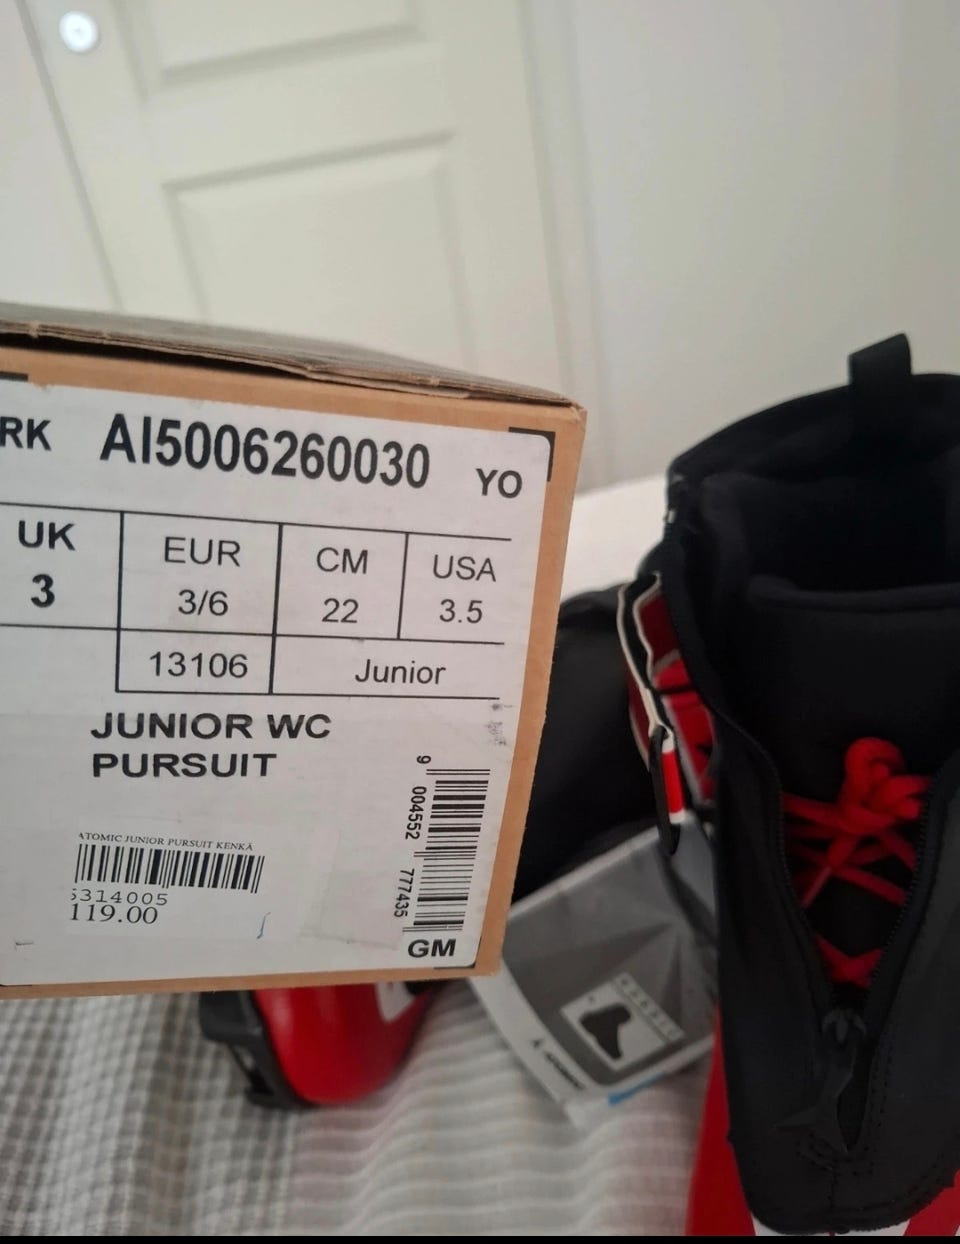 RK AI5006260030 YO
UK EUR CM USA
3 3/6 22 3.5
13106 Junior
JUNIOR WC
PURSUIT
ATOMIC JUNIOR PURSUIT KENKÄ
5314005
119.00
9 004552 777435
GM